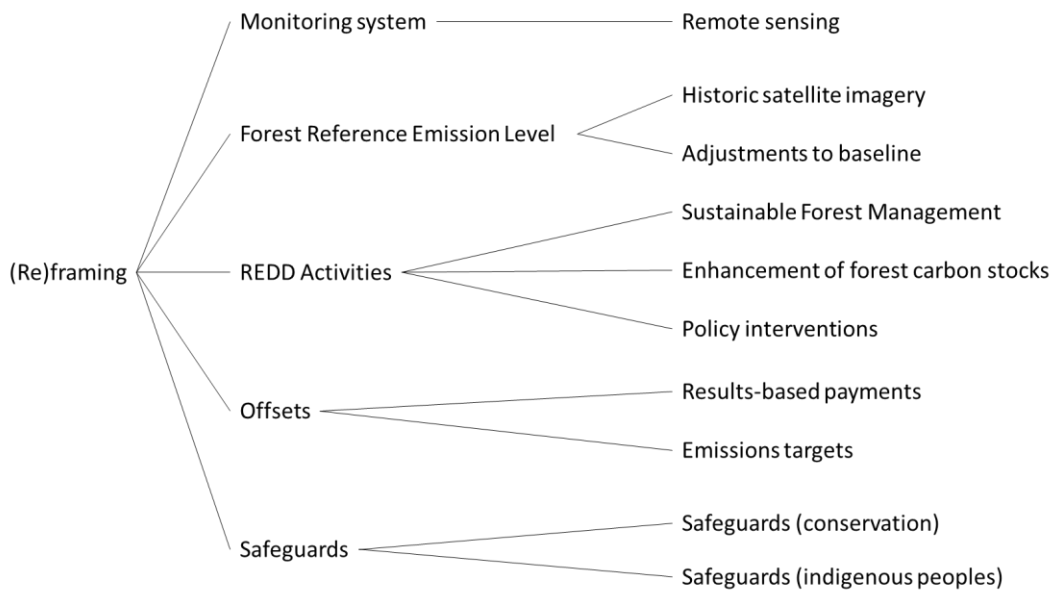 Monitoring system
Remote sensing
Historic satellite imagery
Forest Reference Emission Level
Adjustments to baseline
Sustainable Forest Management
(Re)framing
REDD Activities
Enhancement of forest carbon stocks
Policy interventions
Results-based payments
Offsets
Emissions targets
Safeguards (conservation)
Safeguards
Safeguards (indigenous peoples)